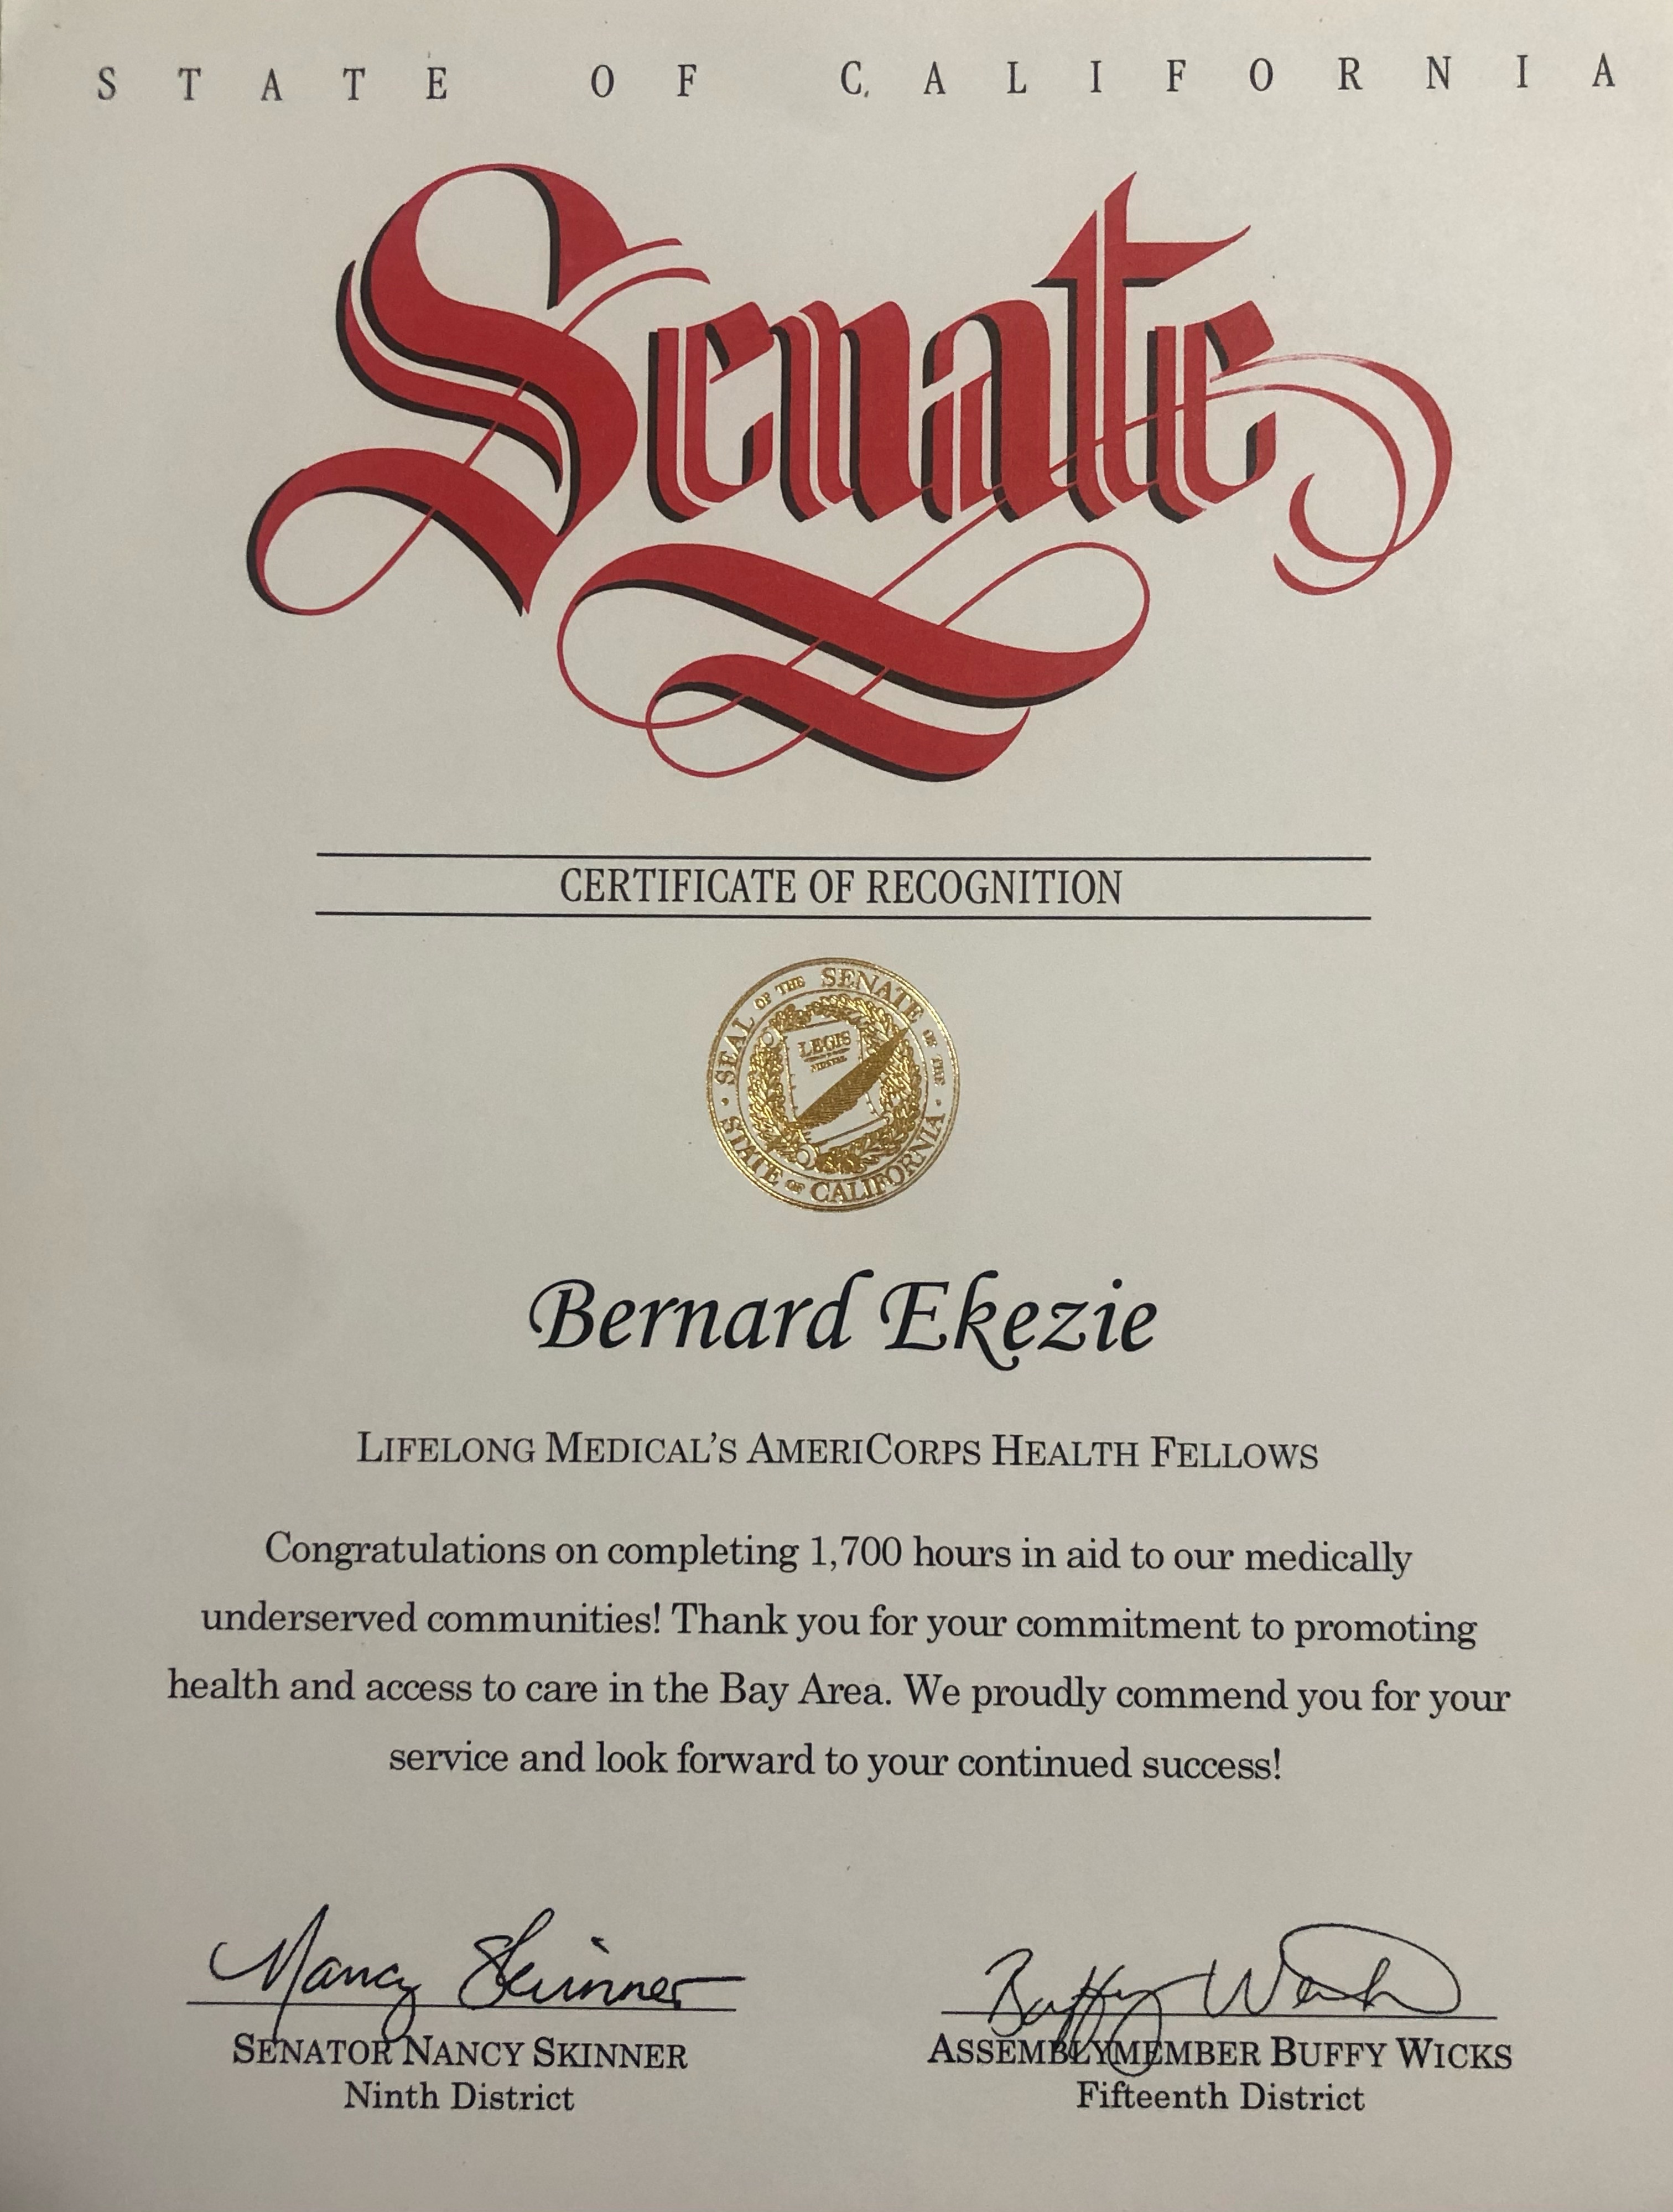 STATE OF CALIFORNIA
Senate
CERTIFICATE OF RECOGNITION
SEAL OF THE SENATE OF THE
LEGIS
STATE OF CALIFORNIA
Bernard Ekezie
LIFELONG MEDICAL'S AMERICORPS HEALTH FELLOWS
Congratulations on completing 1,700 hours in aid to our medically
underserved communities! Thank you for your commitment to promoting
health and access to care in the Bay Area. We proudly commend you for your
service and look forward to your continued success!
Nancy Skinner
Buffy Wicks
SENATOR NANCY SKINNER
Ninth District
ASSEMBLYMEMBER BUFFY WICKS
Fifteenth District